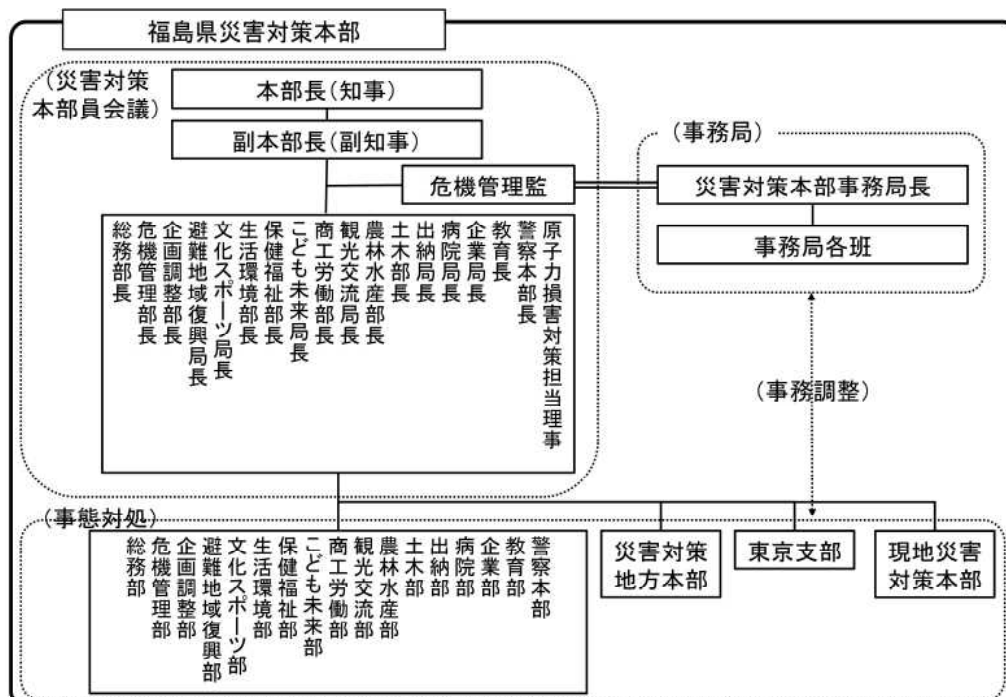 福島県災害対策本部
(災害対策
本部員会議)
本部長(知事)
副本部長(副知事)
危機管理監
(事務局)
災害対策本部事務局長
事務局各班
総務部長
危機管理部長
企画調整部長
避難地域復興局長
文化スポーツ局長
生活環境部長
保健福祉部長
こども未来局長
商工労働部長
観光交流局長
農林水産部長
土木部長
出納局長
病院局長
企業局長
教育長
警察本部長
原子力損害対策担当理事
(事務調整)
(事態対処)
総務部
危機管理部
企画調整部
避難地域復興部
文化スポーツ部
生活環境部
保健福祉部
こども未来部
商工労働部
観光交流部
農林水産部
土木部
出納部
病院部
企業部
教育部
警察本部
災害対策
地方本部
東京支部
現地災害
対策本部